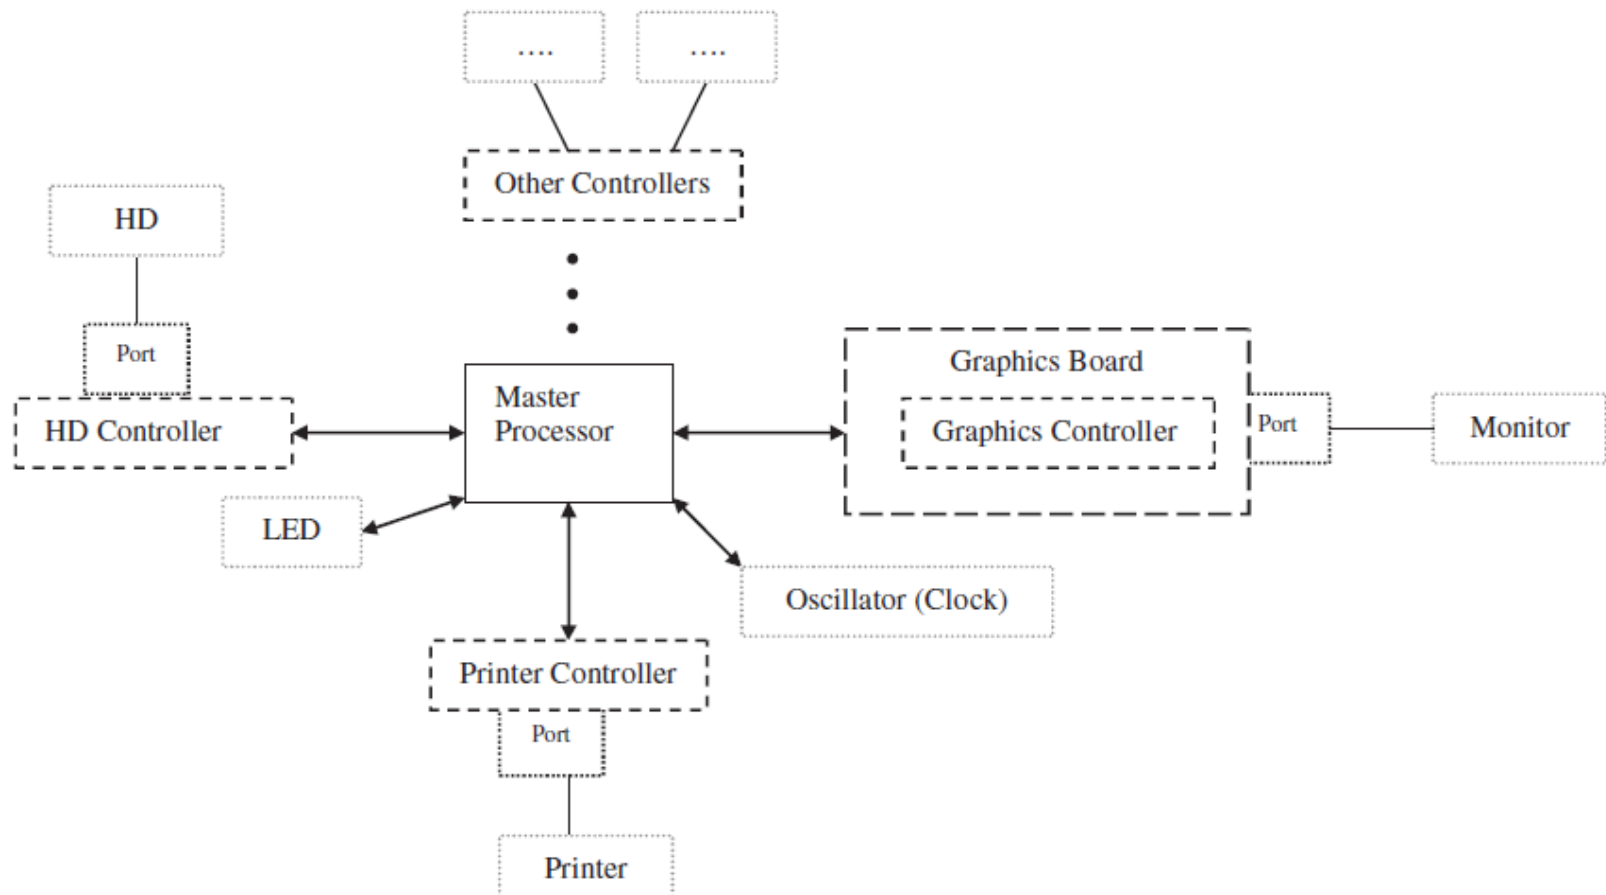 ....
....
Other Controllers
HD
Port
Graphics Board
Master
Processor
HD Controller
Graphics Controller
Port
Monitor
LED
Oscillator (Clock)
Printer Controller
Port
Printer